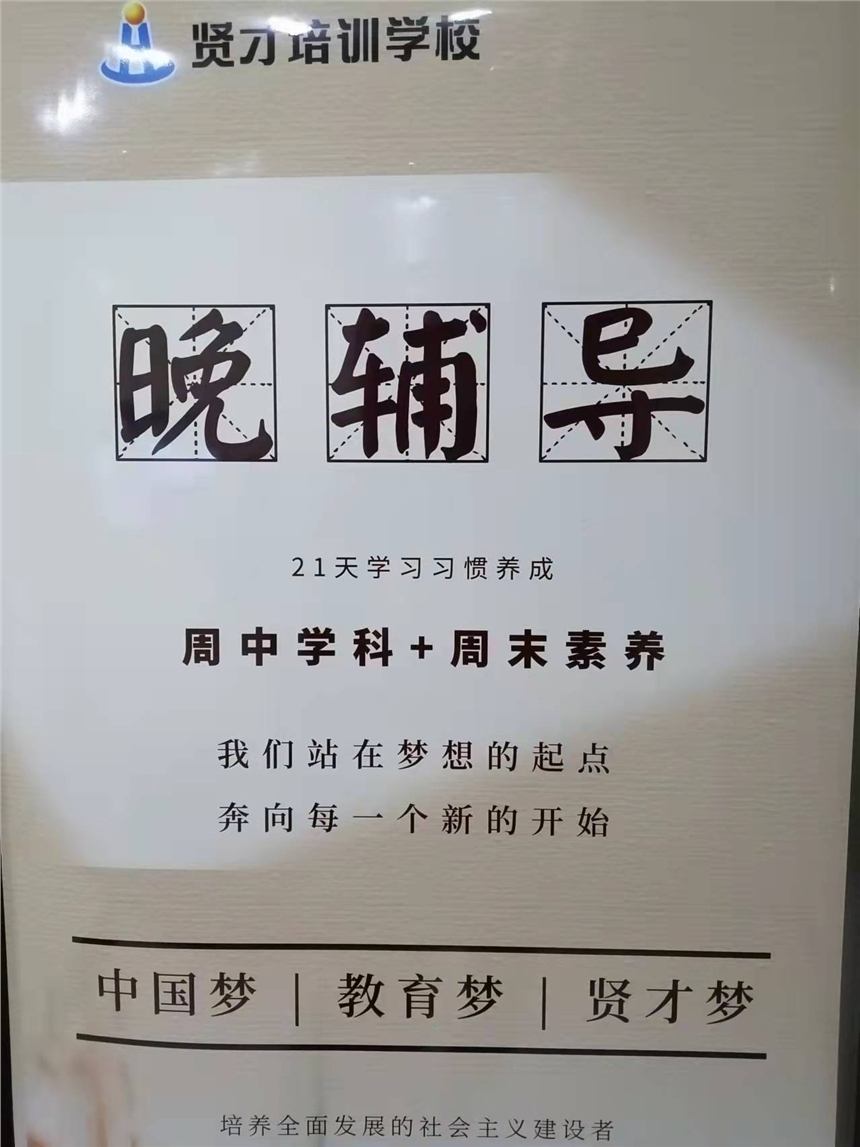 贤才培训学校
晚辅导
21天学习习惯养成
周中学科+周末素养
我们站在梦想的起点
奔向每一个新的开始
中国梦｜教育梦｜贤才梦
培养全面发展的社会主义建设者